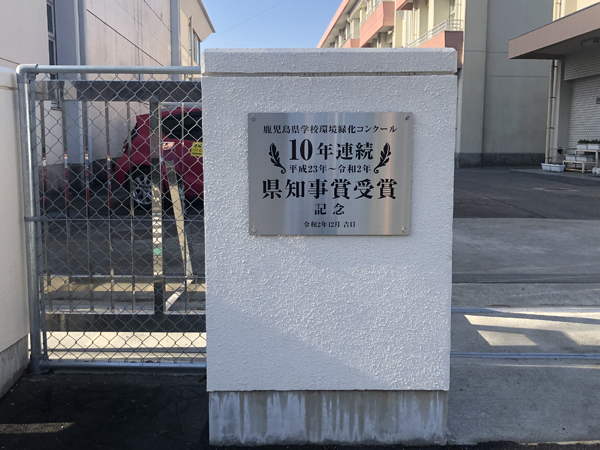 鹿児島県学校環境緑化コンクール
10年連続
平成23年～令和2年
県知事賞受賞
記念
令和2年12月 吉日